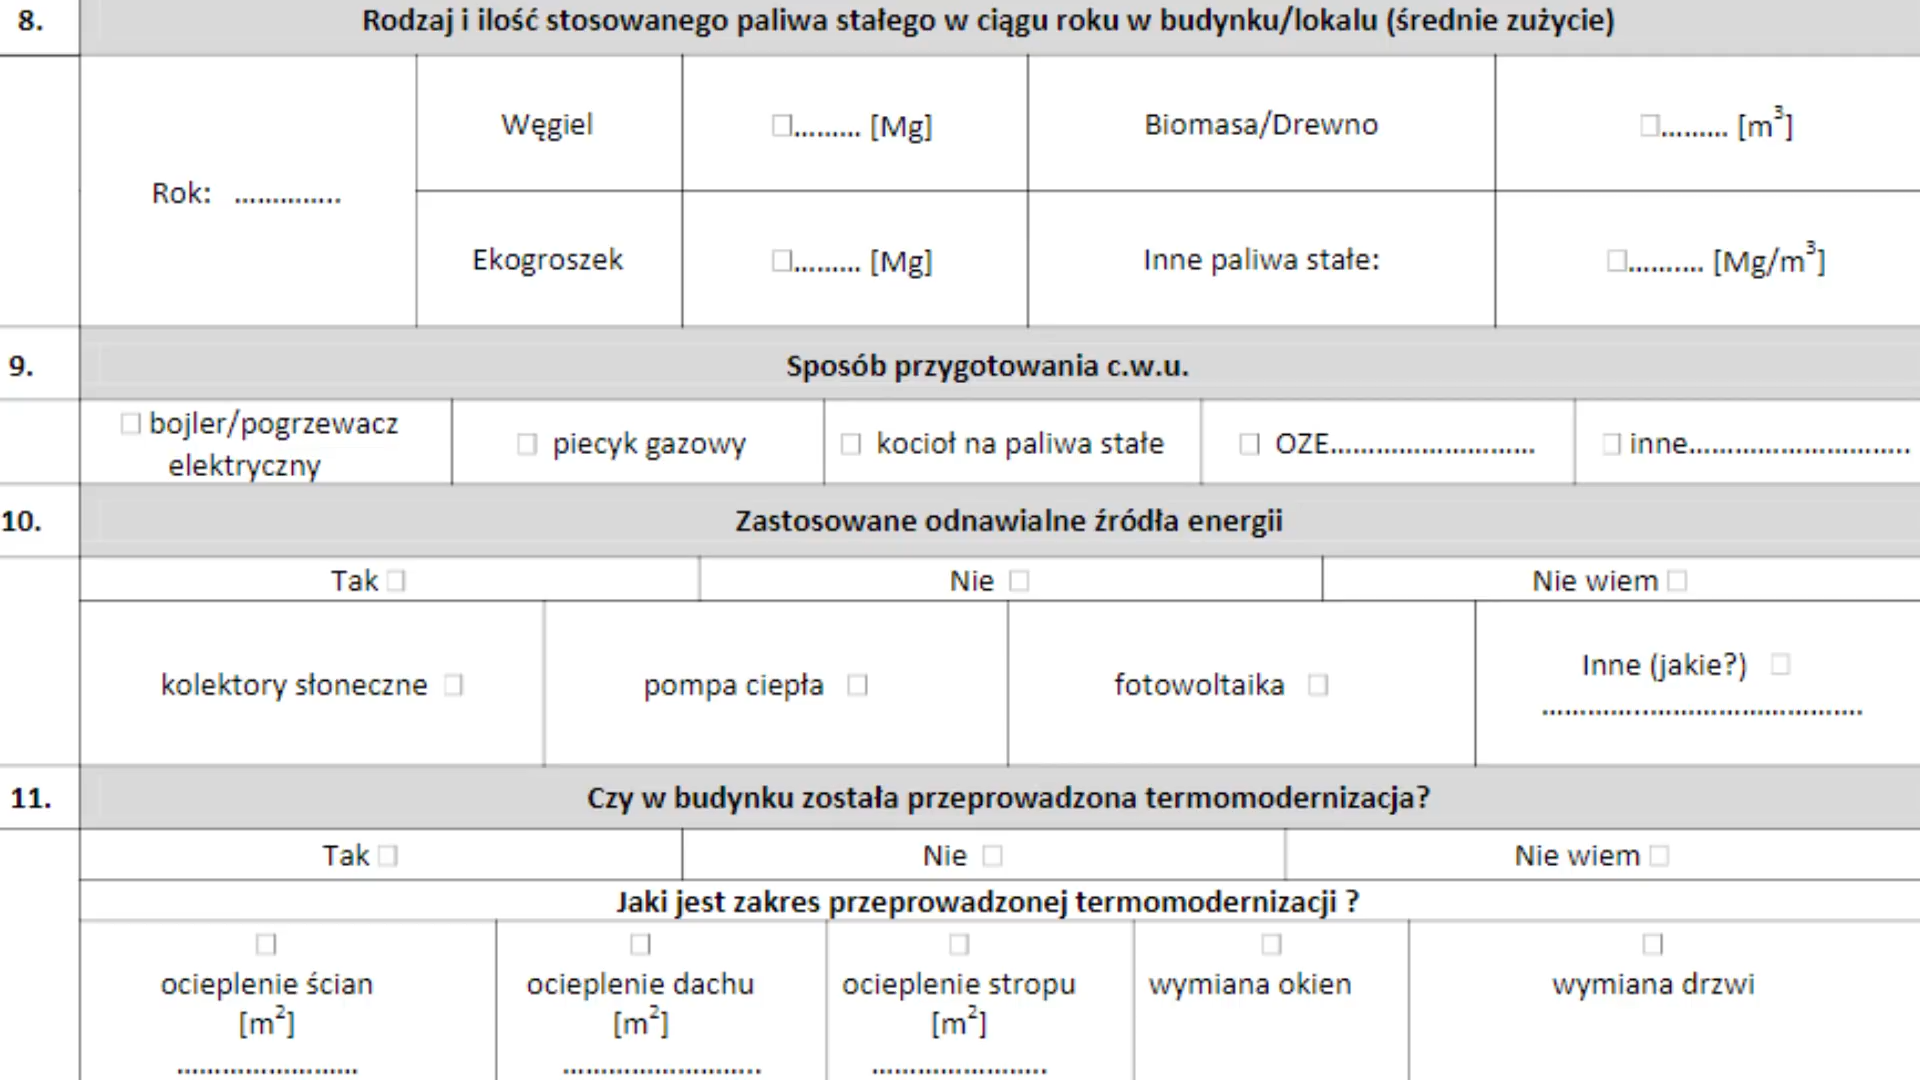 8. Rodzaj i ilość stosowanego paliwa stałego w ciągu roku w budynku/lokalu (średnie zużycie)
Rok: ..............
Węgiel □......... [Mg] Biomasa/Drewno □......... [m³]
Ekogroszek □......... [Mg] Inne paliwa stałe: □.......... [Mg/m³]
9. Sposób przygotowania c.w.u.
□ bojler/pogrzewacz elektryczny
□ piecyk gazowy
□ kocioł na paliwa stałe
□ OZE...........................
□ inne.............................
10. Zastosowane odnawialne źródła energii
Tak □ Nie □ Nie wiem □
kolektory słoneczne □
pompa ciepła □
fotowoltaika □
Inne (jakie?) □
..........................................
11. Czy w budynku została przeprowadzona termomodernizacja?
Tak □ Nie □ Nie wiem □
Jaki jest zakres przeprowadzonej termomodernizacji ?
□
ocieplenie ścian
[m²]
........................
□
ocieplenie dachu
[m²]
..........................
□
ocieplenie stropu
[m²]
.......................
□
wymiana okien
□
wymiana drzwi